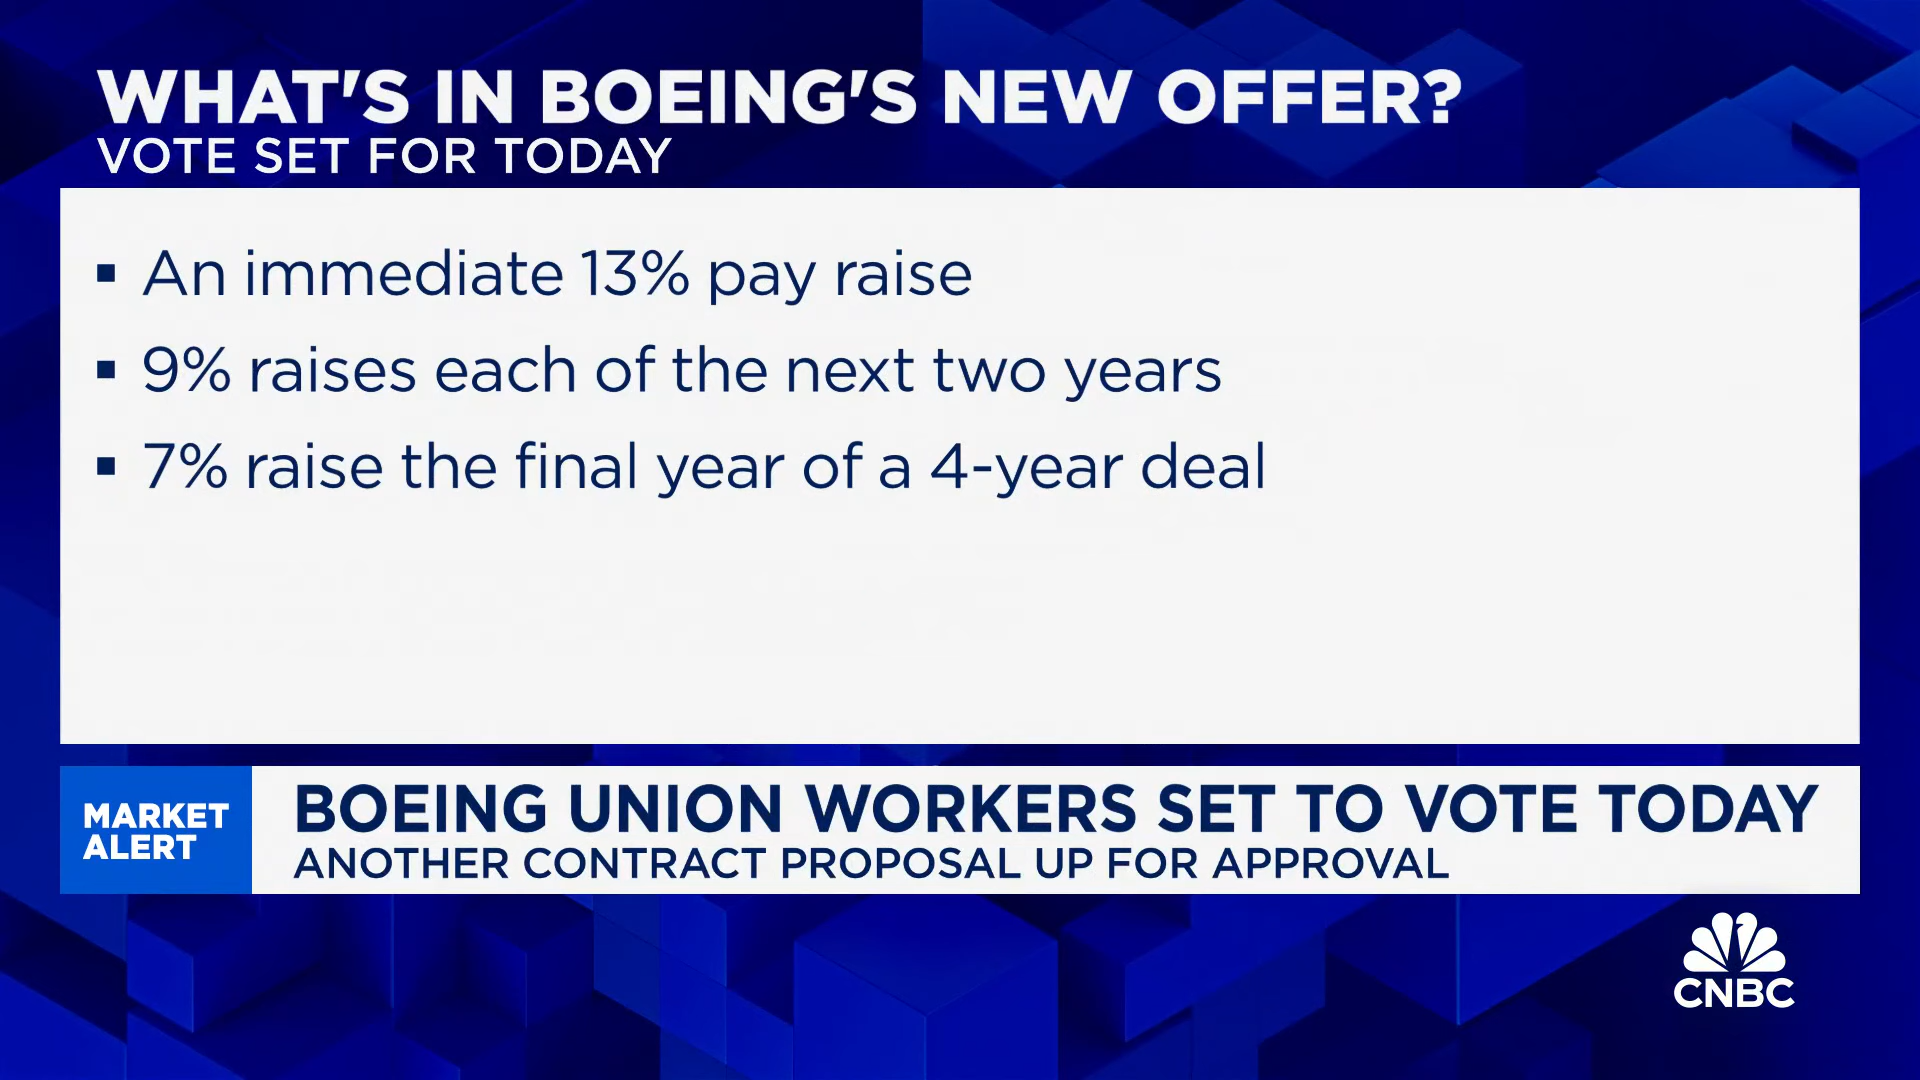 WHAT'S IN BOEING'S NEW OFFER?
VOTE SET FOR TODAY
▪ An immediate 13% pay raise
▪ 9% raises each of the next two years
▪ 7% raise the final year of a 4-year deal
MARKET
ALERT
BOEING UNION WORKERS SET TO VOTE TODAY
ANOTHER CONTRACT PROPOSAL UP FOR APPROVAL
CNBC